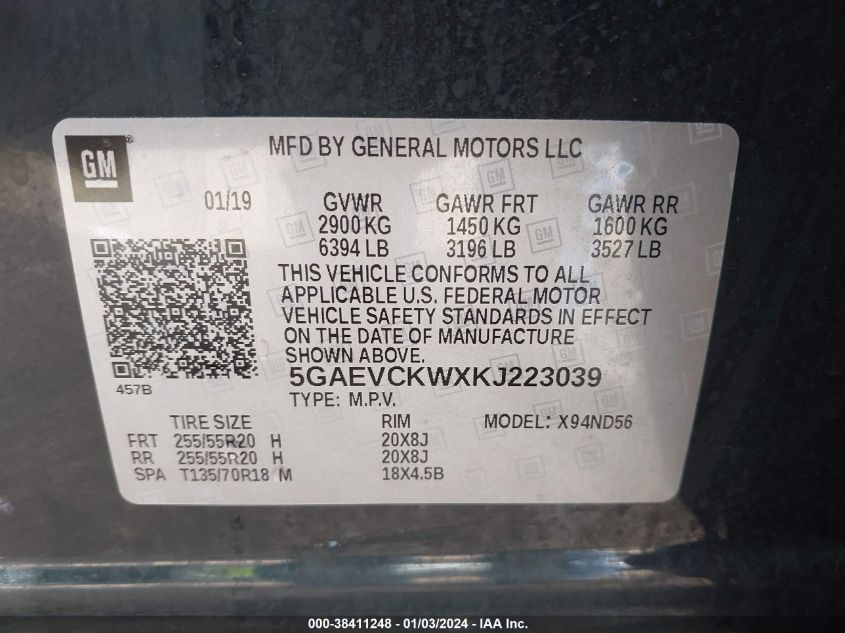 GM
MFD BY GENERAL MOTORS LLC
01/19 GVWR GAWR FRT GAWR RR
2900 KG 1450 KG 1600 KG
6394 LB 3196 LB 3527 LB
THIS VEHICLE CONFORMS TO ALL
APPLICABLE U.S. FEDERAL MOTOR
VEHICLE SAFETY STANDARDS IN EFFECT
ON THE DATE OF MANUFACTURE
SHOWN ABOVE.
457B
5GAEVCKWXKJ223039
TYPE: M.P.V.
TIRE SIZE RIM MODEL: X94ND56
FRT 255/55R20 H 20X8J
RR 255/55R20 H 20X8J
SPA T135/70R18 M 18X4.5B
000-38411248 - 01/03/2024 - IAA Inc.